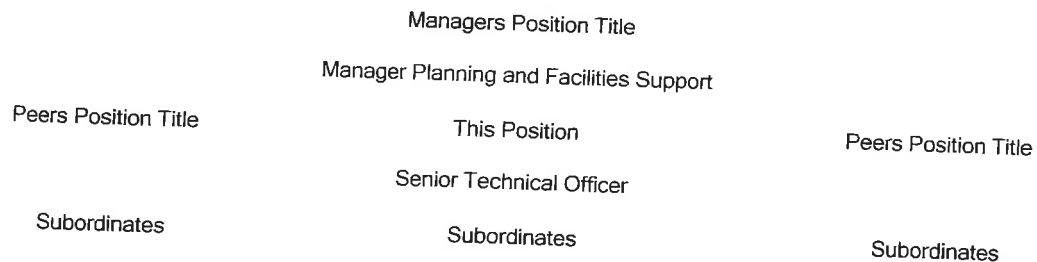 Managers Position Title
Manager Planning and Facilities Support
Peers Position Title This Position Peers Position Title
Senior Technical Officer
Subordinates Subordinates Subordinates